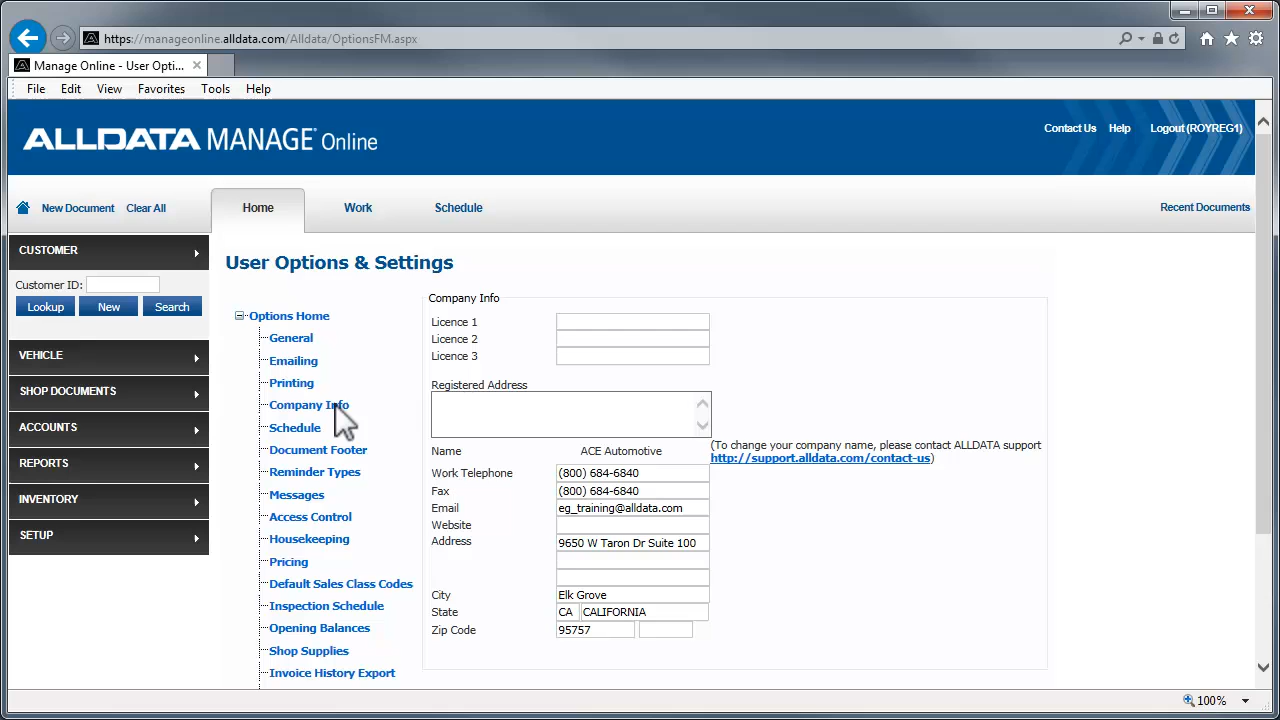 https://manageonline.alldata.com/Alldata/OptionsFM.aspx
Manage Online - User Opti...
File Edit View Favorites Tools Help
ALLDATA MANAGE Online
Contact Us Help Logout (ROYREG1)
New Document Clear All Home Work Schedule Recent Documents
CUSTOMER
Customer ID:
Lookup New Search
VEHICLE
SHOP DOCUMENTS
ACCOUNTS
REPORTS
INVENTORY
SETUP
User Options & Settings
Options Home
General
Emailing
Printing
Company Info
Schedule
Document Footer
Reminder Types
Messages
Access Control
Housekeeping
Pricing
Default Sales Class Codes
Inspection Schedule
Opening Balances
Shop Supplies
Invoice History Export
Company Info
Licence 1
Licence 2
Licence 3
Registered Address
Name ACE Automotive
(To change your company name, please contact ALLDATA support
http://support.alldata.com/contact-us)
Work Telephone (800) 684-6840
Fax (800) 684-6840
Email eg_training@alldata.com
Website
Address 9650 W Taron Dr Suite 100
City Elk Grove
State CA CALIFORNIA
Zip Code 95757
100%